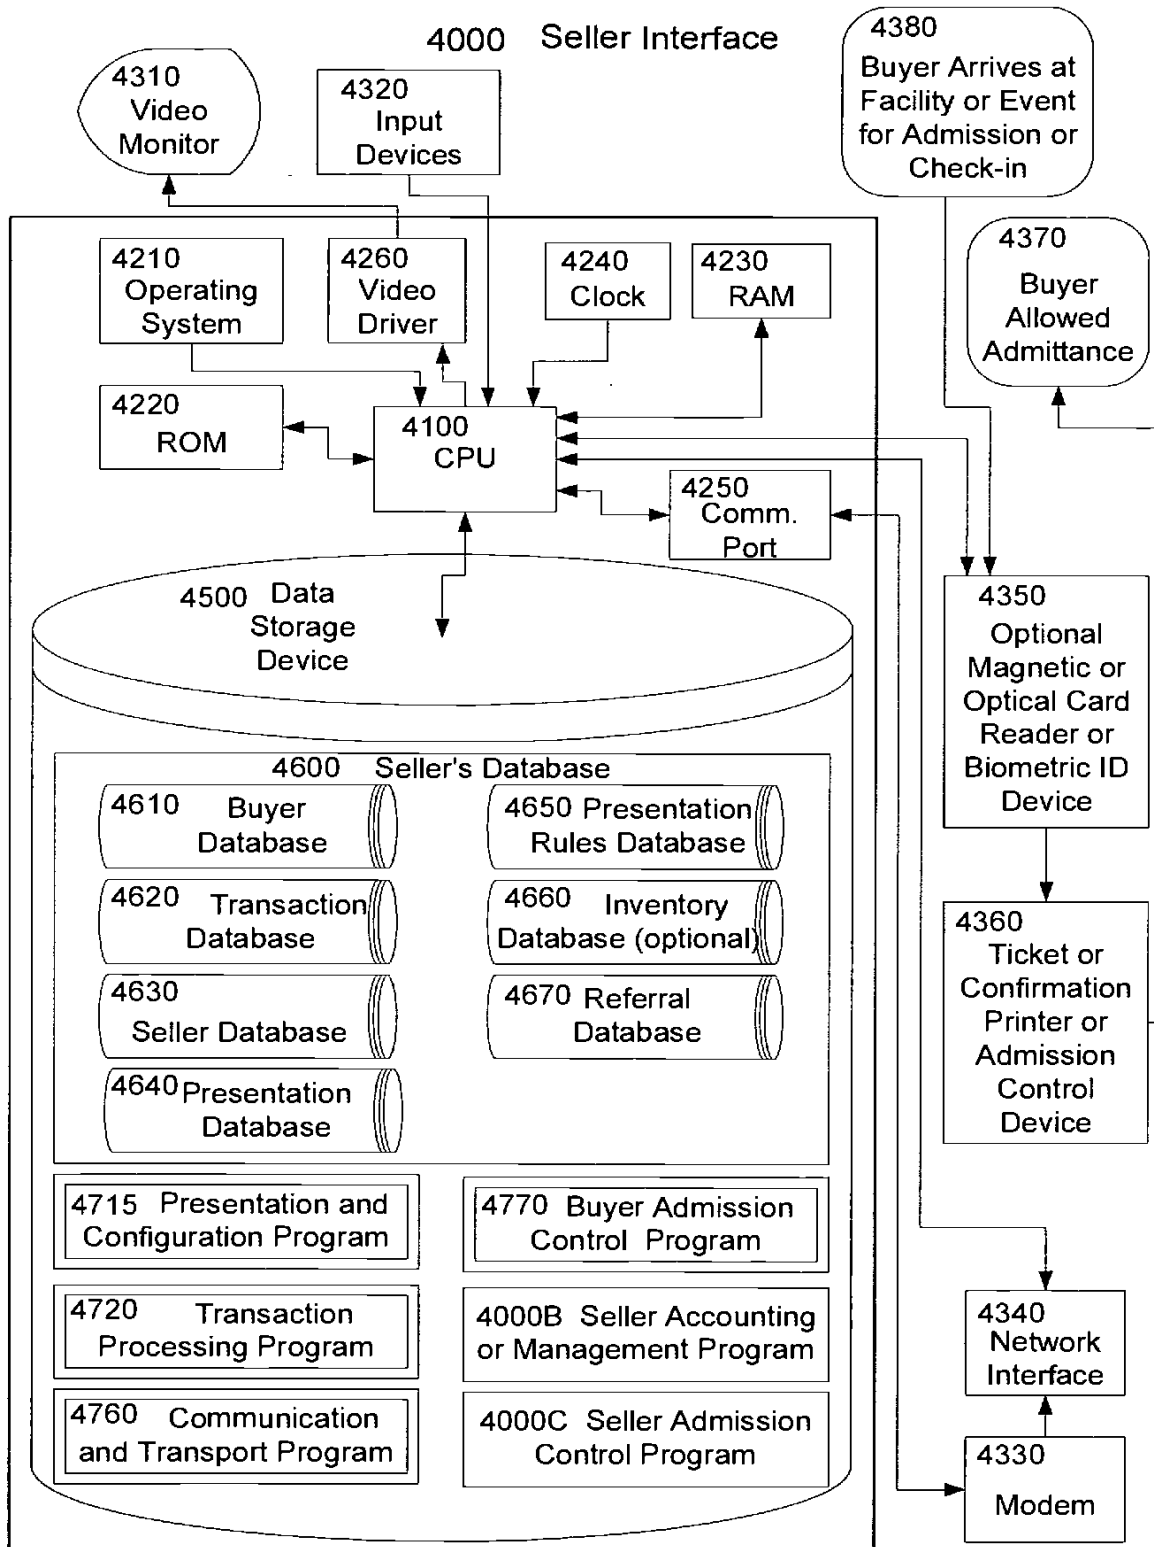 4000 Seller Interface
4310
Video
Monitor
4320
Input
Devices
4380
Buyer Arrives at
Facility or Event
for Admission or
Check-in
4370
Buyer
Allowed
Admittance
4210
Operating
System
4260
Video
Driver
4240
Clock
4230
RAM
4220
ROM
4100
CPU
4250
Comm.
Port
4500 Data
Storage
Device
4350
Optional
Magnetic or
Optical Card
Reader or
Biometric ID
Device
4600 Seller's Database
4610 Buyer
Database
4650 Presentation
Rules Database
4620 Transaction
Database
4660 Inventory
Database (optional)
4630
Seller Database
4670 Referral
Database
4640 Presentation
Database
4360
Ticket or
Confirmation
Printer or
Admission
Control
Device
4715 Presentation and
Configuration Program
4770 Buyer Admission
Control Program
4720 Transaction
Processing Program
4000B Seller Accounting
or Management Program
4760 Communication
and Transport Program
4000C Seller Admission
Control Program
4340
Network
Interface
4330
Modem